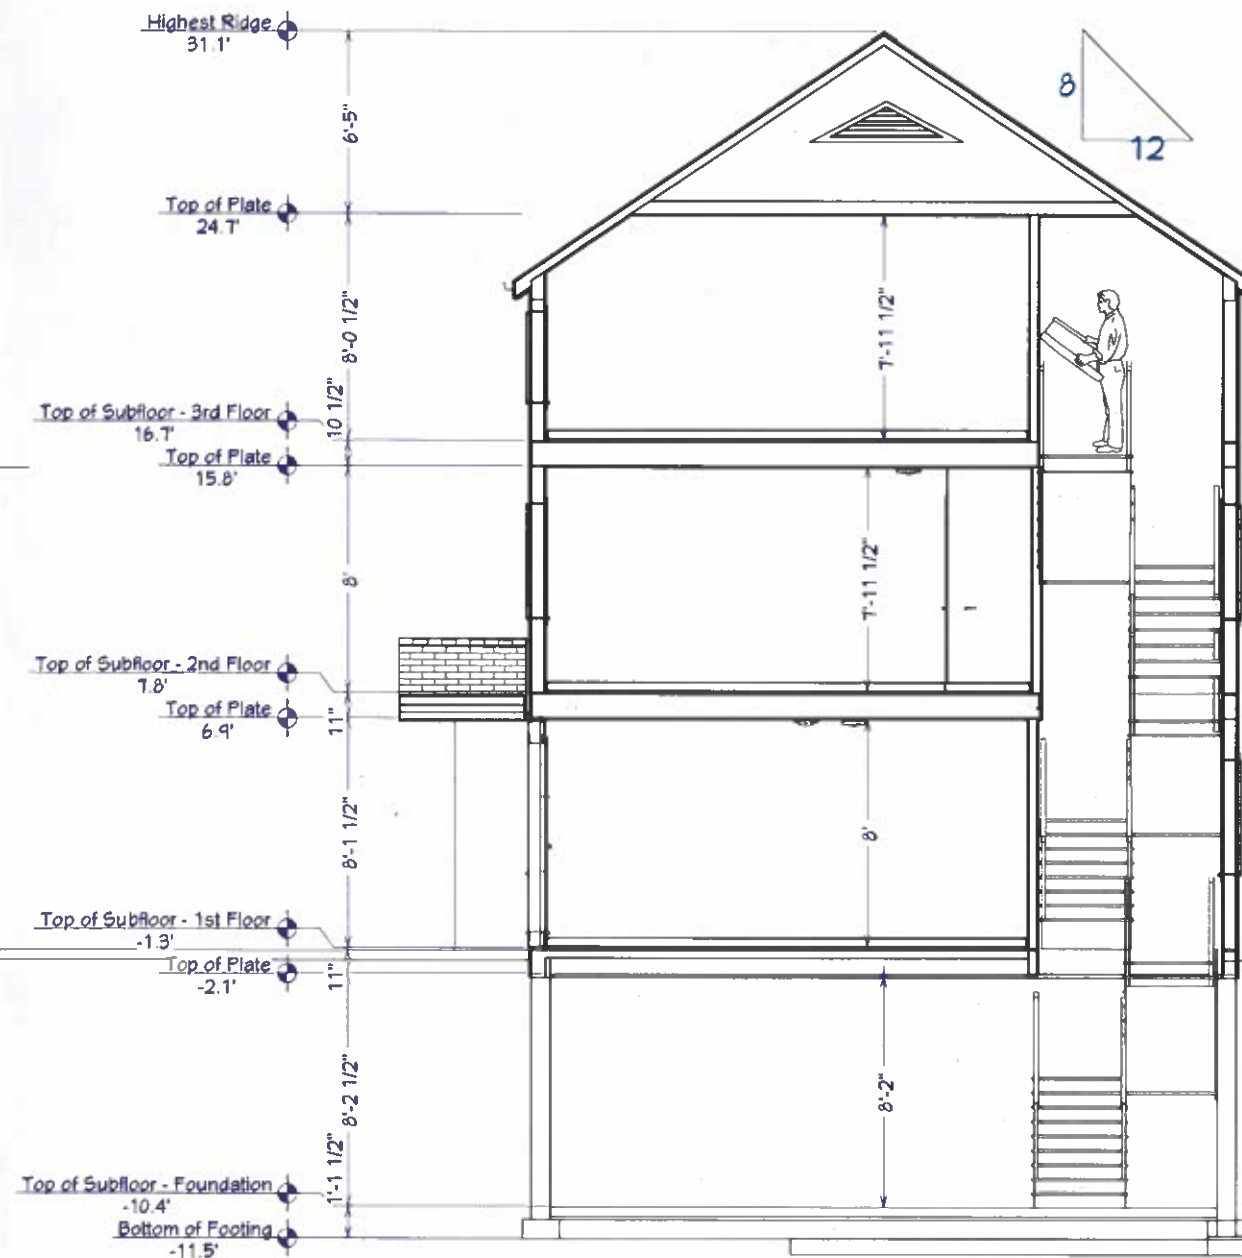 Highest Ridge
31.1'
6'-5"
8
12
Top of Plate
24.7'
8'-0 1/2"
7'-11 1/2"
10 1/2"
Top of Subfloor - 3rd Floor
16.7'
Top of Plate
15.8'
8'
7'-11 1/2"
Top of Subfloor - 2nd Floor
7.8'
Top of Plate
6.9'
11"
8'-1 1/2"
8'
Top of Subfloor - 1st Floor
-1.3'
Top of Plate
-2.1'
11"
8'-2 1/2"
8'-2"
1'-1 1/2"
Top of Subfloor - Foundation
-10.4'
Bottom of Footing
-11.5'